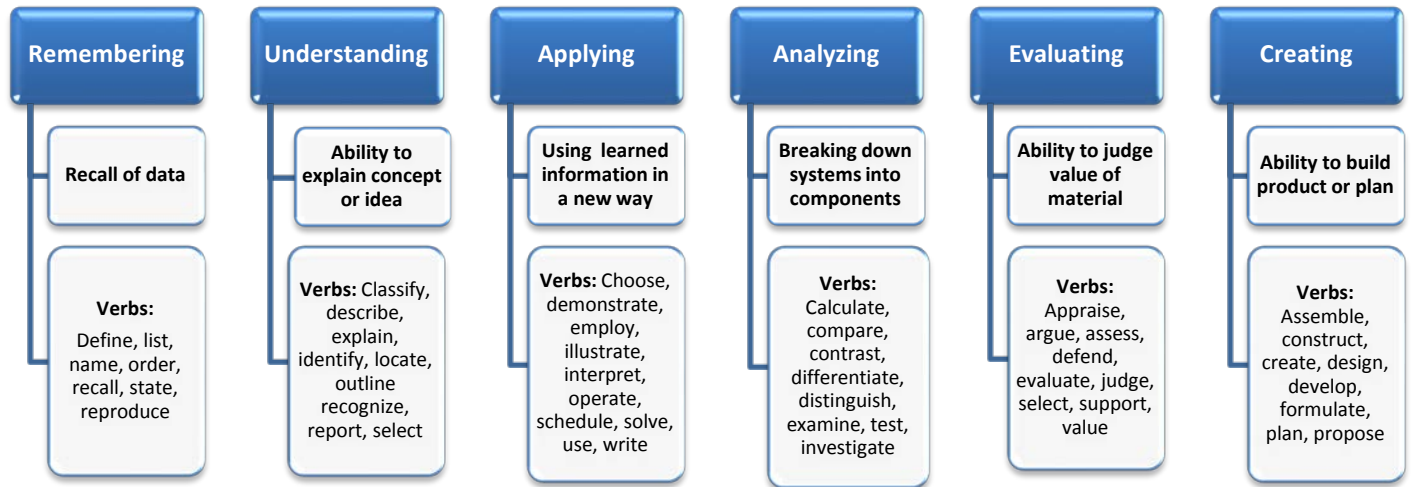 Remembering
Recall of data
Verbs:
Define, list,
name, order,
recall, state,
reproduce
Understanding
Ability to
explain concept
or idea
Verbs: Classify,
describe,
explain,
identify, locate,
outline
recognize,
report, select
Applying
Using learned
information in
a new way
Verbs: Choose,
demonstrate,
employ,
illustrate,
interpret,
operate,
schedule, solve,
use, write
Analyzing
Breaking down
systems into
components
Verbs:
Calculate,
compare,
contrast,
differentiate,
distinguish,
examine, test,
investigate
Evaluating
Ability to judge
value of
material
Verbs:
Appraise,
argue, assess,
defend,
evaluate, judge,
select, support,
value
Creating
Ability to build
product or plan
Verbs:
Assemble,
construct,
create, design,
develop,
formulate,
plan, propose